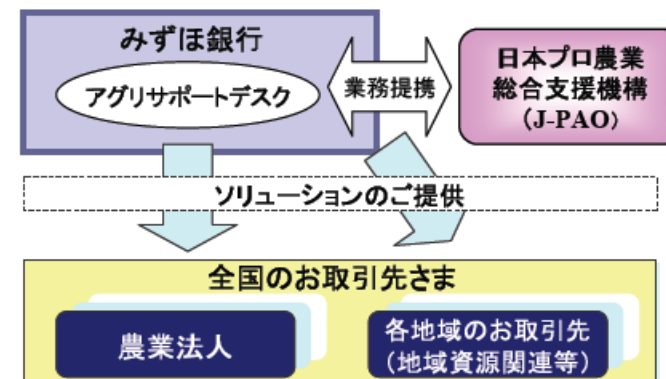 みずほ銀行
アグリサポートデスク
業務提携
日本プロ農業
総合支援機構
（J-PAO）
ソリューションのご提供
全国のお取引先さま
農業法人
各地域のお取引先
（地域資源関連等）